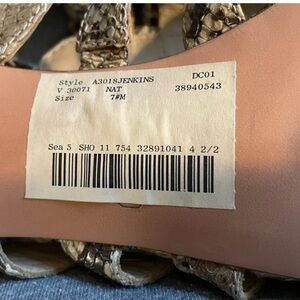 Style A3018JENKINS DC01
V 30071 NAT 38940543
Size 7#M
Sea 5 SHO 11 754 32891041 4 2/2